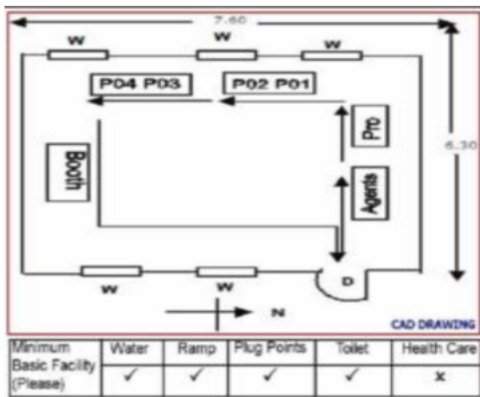 7.60
W W W
P04 P03 P02 P01
Pro
6.30
Booth
Agents
W W D
N
CAD DRAWING
Minimum Basic Facility (Please) Water Ramp Plug Points Toilet Health Care
✓ ✓ ✓ ✓ x